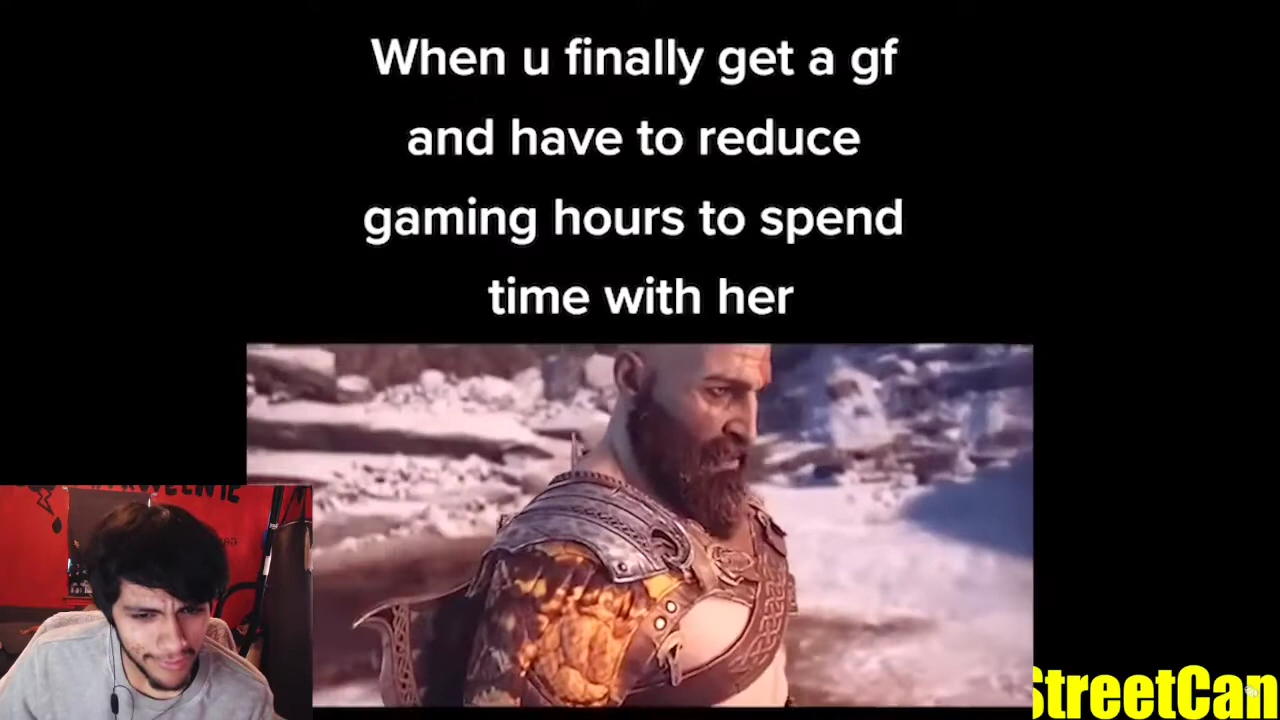 When u finally get a gf
and have to reduce
gaming hours to spend
time with her
StreetCan